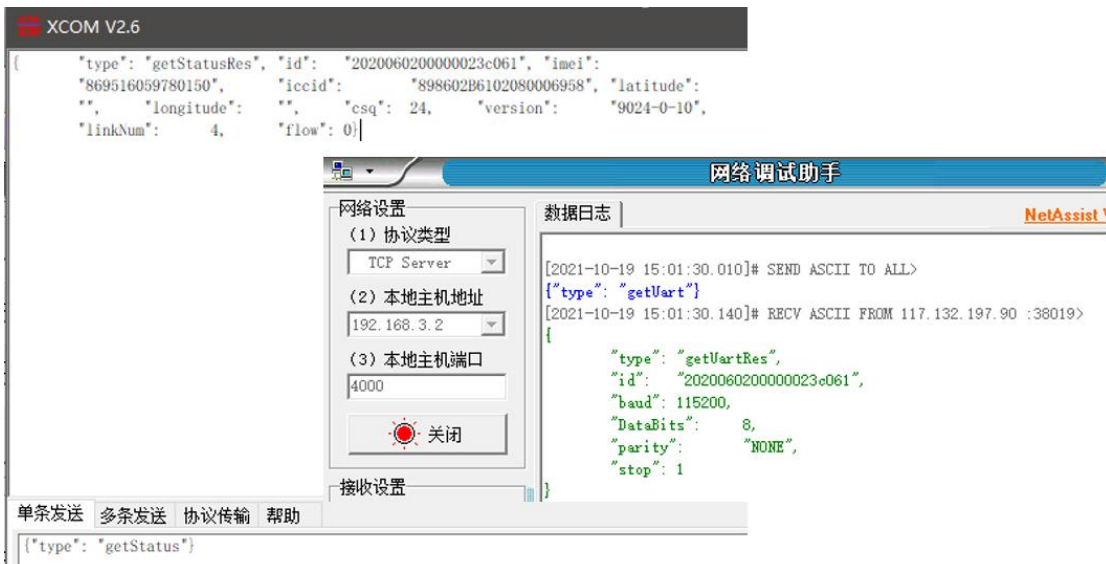 XCOM V2.6
{ "type": "getStatusRes", "id": "2020060200000023c061", "imei":
"869516059780150", "iccid": "898602B6102080006958", "latitude":
"", "longitude": "", "csq": 24, "version": "9024-0-10",
"linkNum": 4, "flow": 0}
网络调试助手
网络设置
(1) 协议类型
TCP Server
(2) 本地主机地址
192.168.3.2
(3) 本地主机端口
4000
关闭
接收设置
数据日志
NetAssist
[2021-10-19 15:01:30.010]# SEND ASCII TO ALL>
{"type": "getUart"}
[2021-10-19 15:01:30.140]# RECV ASCII FROM 117.132.197.90 :38019>
{
"type": "getUartRes",
"id": "2020060200000023c061",
"baud": 115200,
"DataBits": 8,
"parity": "NONE",
"stop": 1
}
单条发送 多条发送 协议传输 帮助
{"type": "getStatus"}